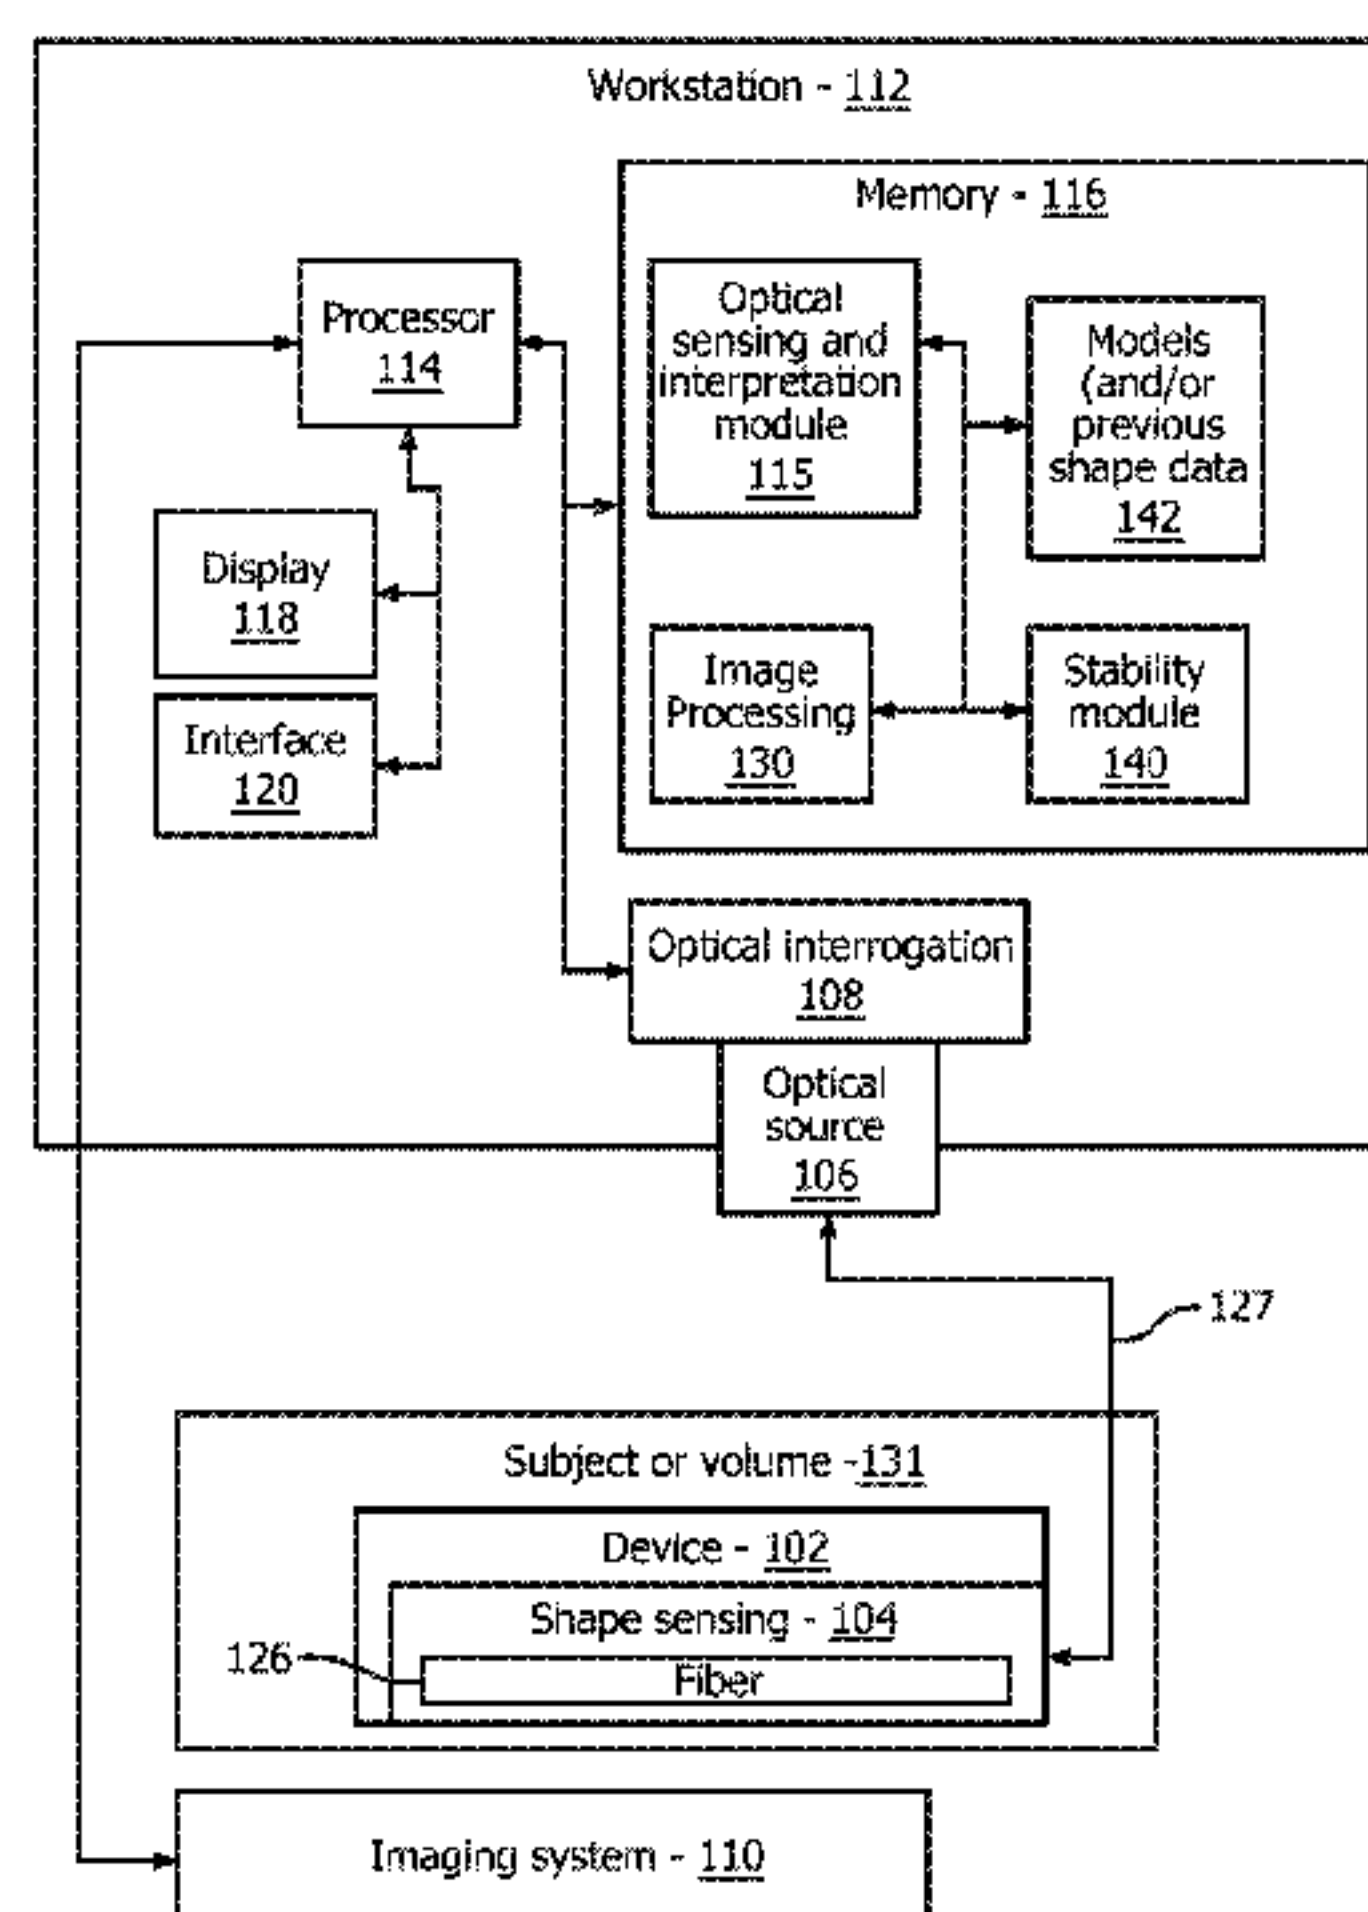 Workstation - 112
Memory - 116
Processor
114
Optical
sensing and
interpretation
module
115
Models
(and/or
previous
shape data
142
Display
118
Interface
120
Image
Processing
130
Stability
module
140
Optical interrogation
108
Optical
source
106
127
Subject or volume -131
Device - 102
Shape sensing - 104
126
Fiber
Imaging system - 110